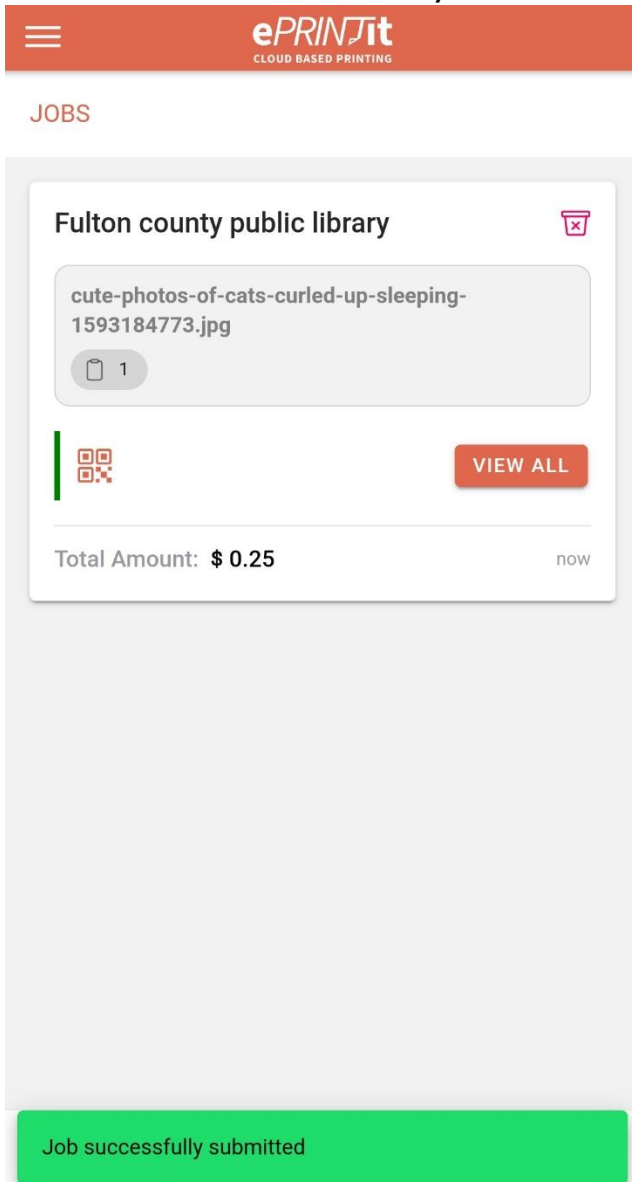 ePRINTit
CLOUD BASED PRINTING
JOBS
Fulton county public library
cute-photos-of-cats-curled-up-sleeping-
1593184773.jpg
1
VIEW ALL
Total Amount: $ 0.25 now
Job successfully submitted